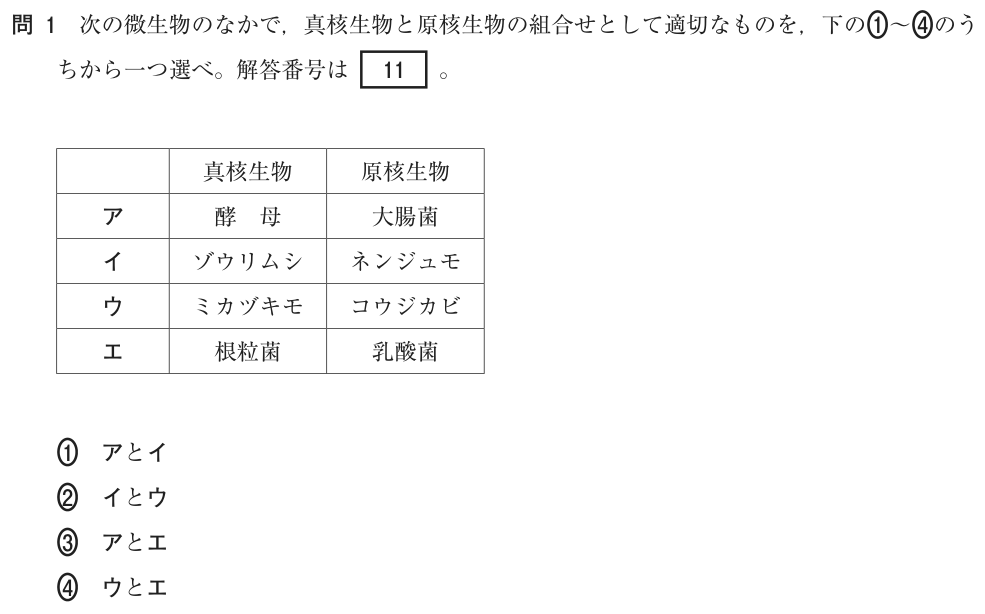 問 1 次の微生物のなかで，真核生物と原核生物の組合せとして適切なものを，下の①～④のう
ちから一つ選べ。解答番号は 11 。
真核生物 原核生物
ア 酵 母 大腸菌
イ ゾウリムシ ネンジュモ
ウ ミカヅキモ コウジカビ
エ 根粒菌 乳酸菌
① アとイ
② イとウ
③ アとエ
④ ウとエ